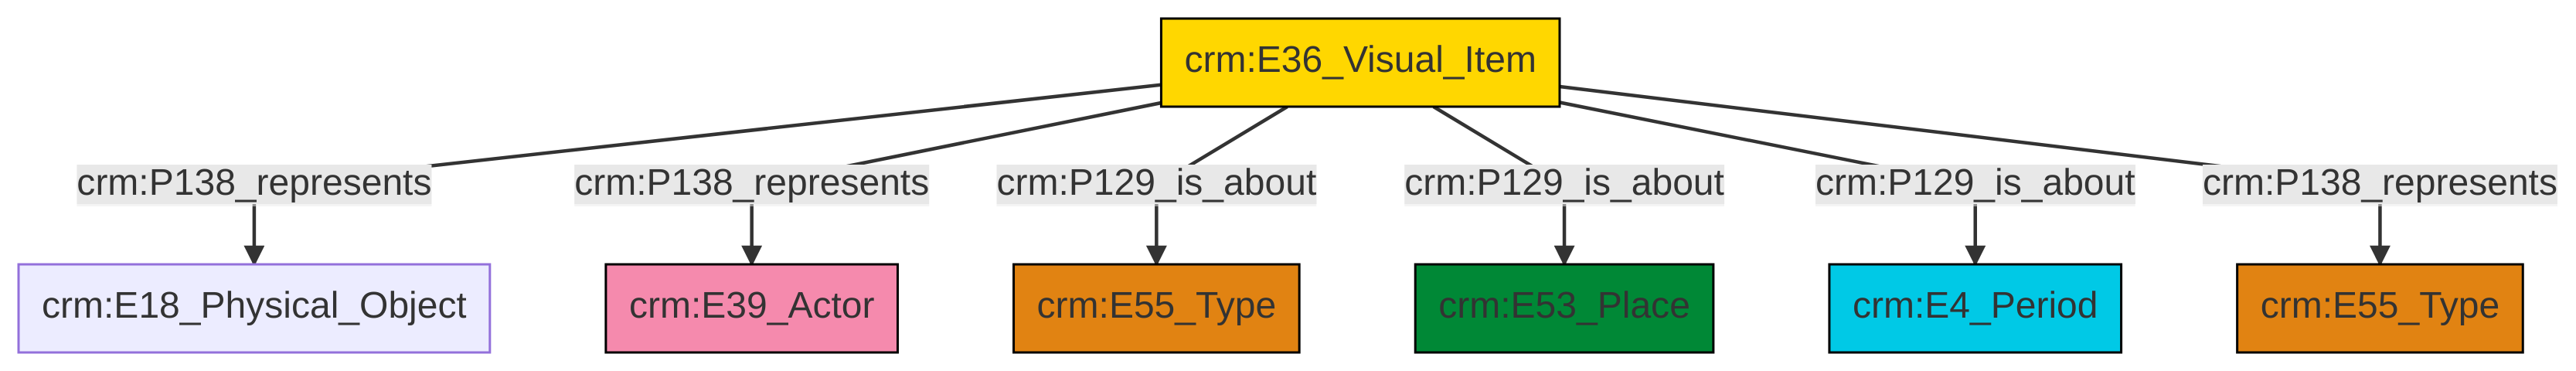 crm:E36_Visual_Item
crm:P138_represents
crm:P138_represents
crm:P129_is_about
crm:P129_is_about
crm:P129_is_about
crm:P138_represents
crm:E18_Physical_Object
crm:E39_Actor
crm:E55_Type
crm:E53_Place
crm:E4_Period
crm:E55_Type